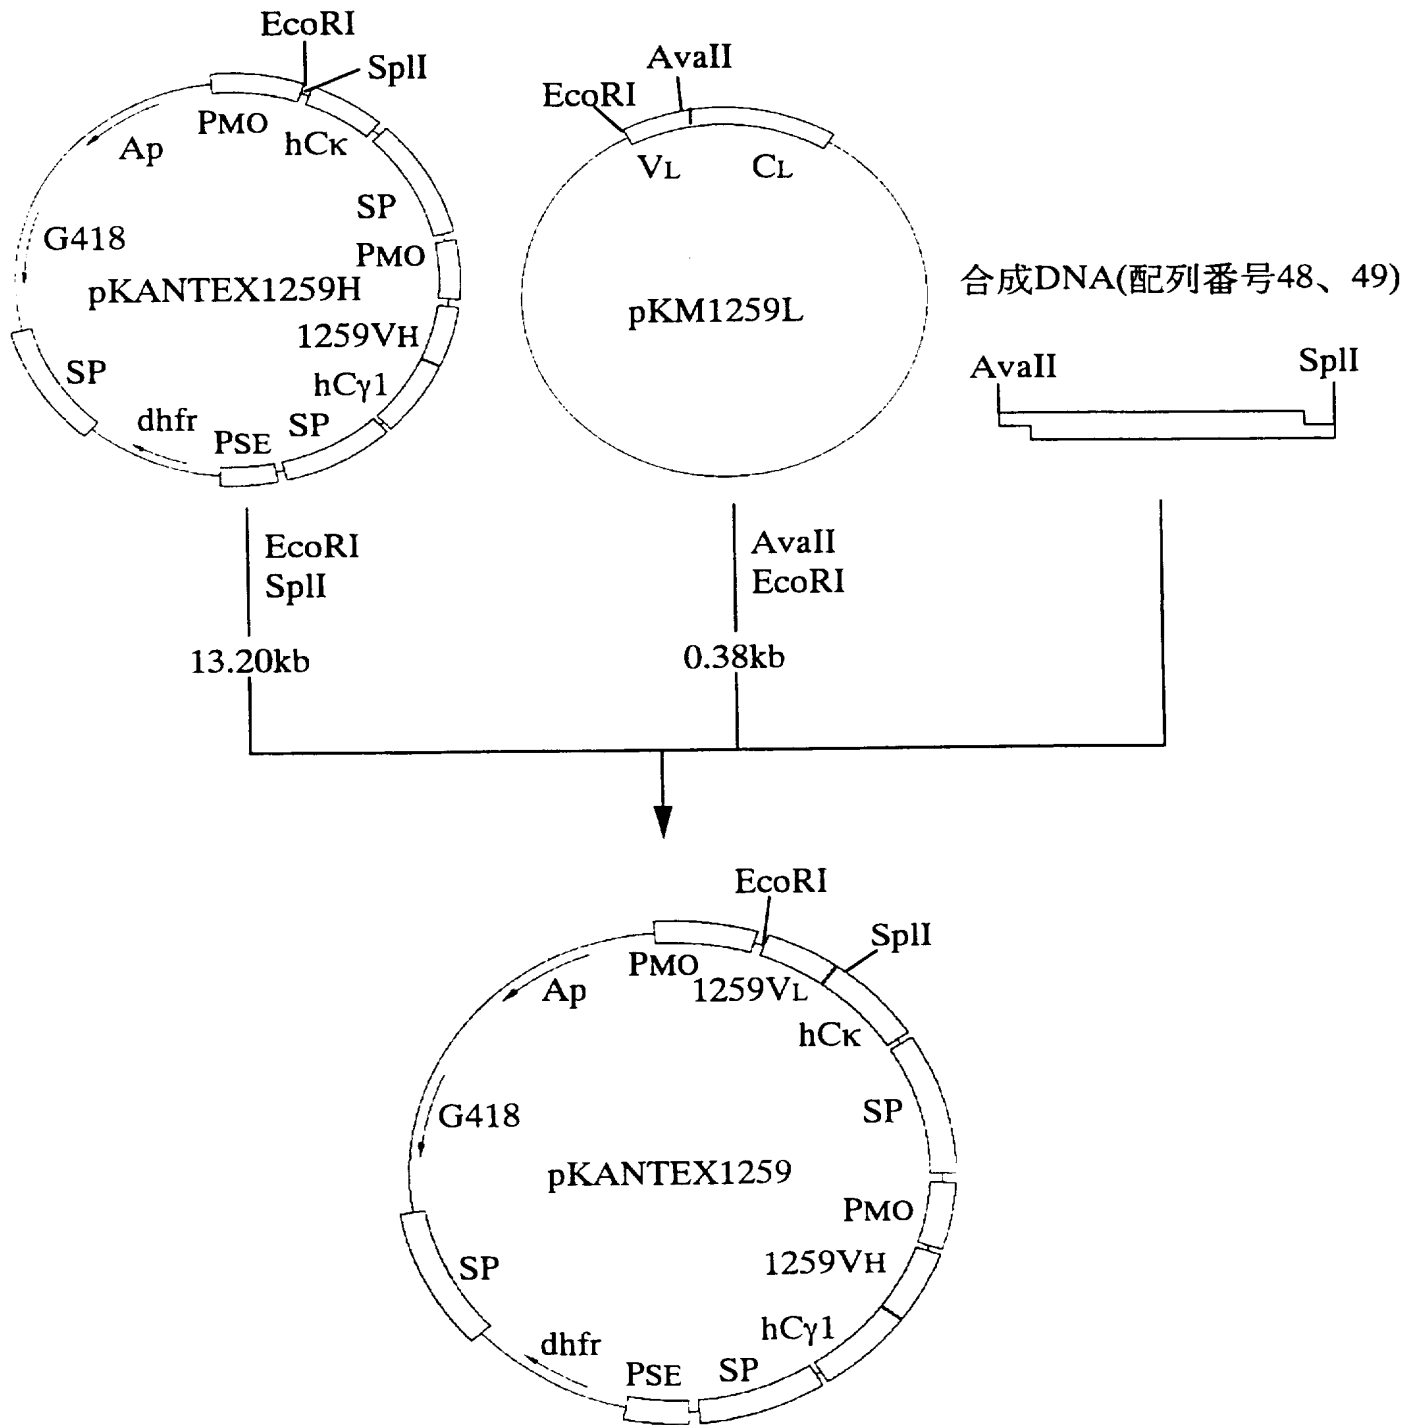 EcoRI
SplI
PMO
hCκ
Ap
SP
G418
PMO
pKANTEX1259H
1259VH
SP
hCγ1
dhfr
SP
PSE
AvaII
EcoRI
VL
CL
pKM1259L
合成DNA(配列番号48、49)
AvaII
SplI
EcoRI
SplI
13.20kb
AvaII
EcoRI
0.38kb
EcoRI
SplI
PMO
1259VL
Ap
hCκ
SP
G418
pKANTEX1259
PMO
1259VH
SP
hCγ1
dhfr
SP
PSE